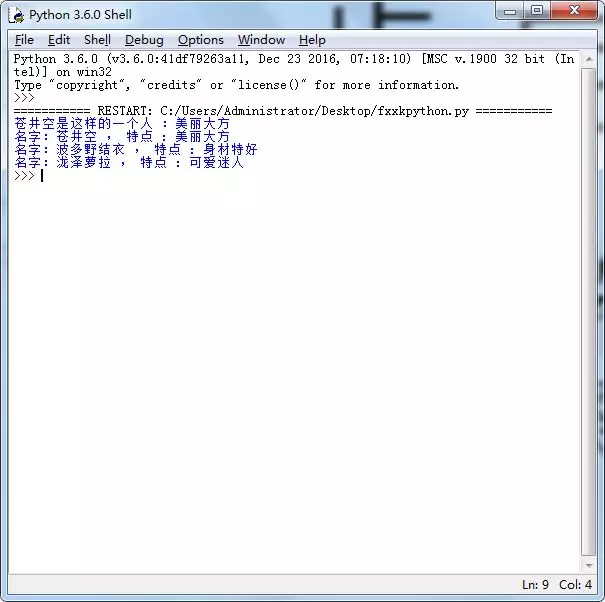 Python 3.6.0 Shell
File Edit Shell Debug Options Window Help
Python 3.6.0 (v3.6.0:41df79263a11, Dec 23 2016, 07:18:10) [MSC v.1900 32 bit (In
tel)] on win32
Type "copyright", "credits" or "license()" for more information.
>>>
=========== RESTART: C:/Users/Administrator/Desktop/fxxkpython.py ===========
苍井空是这样的一个人 : 美丽大方
名字: 苍井空 , 特点 : 美丽大方
名字: 波多野结衣 , 特点 : 身材特好
名字: 泷泽萝拉 , 特点 : 可爱迷人
>>>
Ln: 9 Col: 4